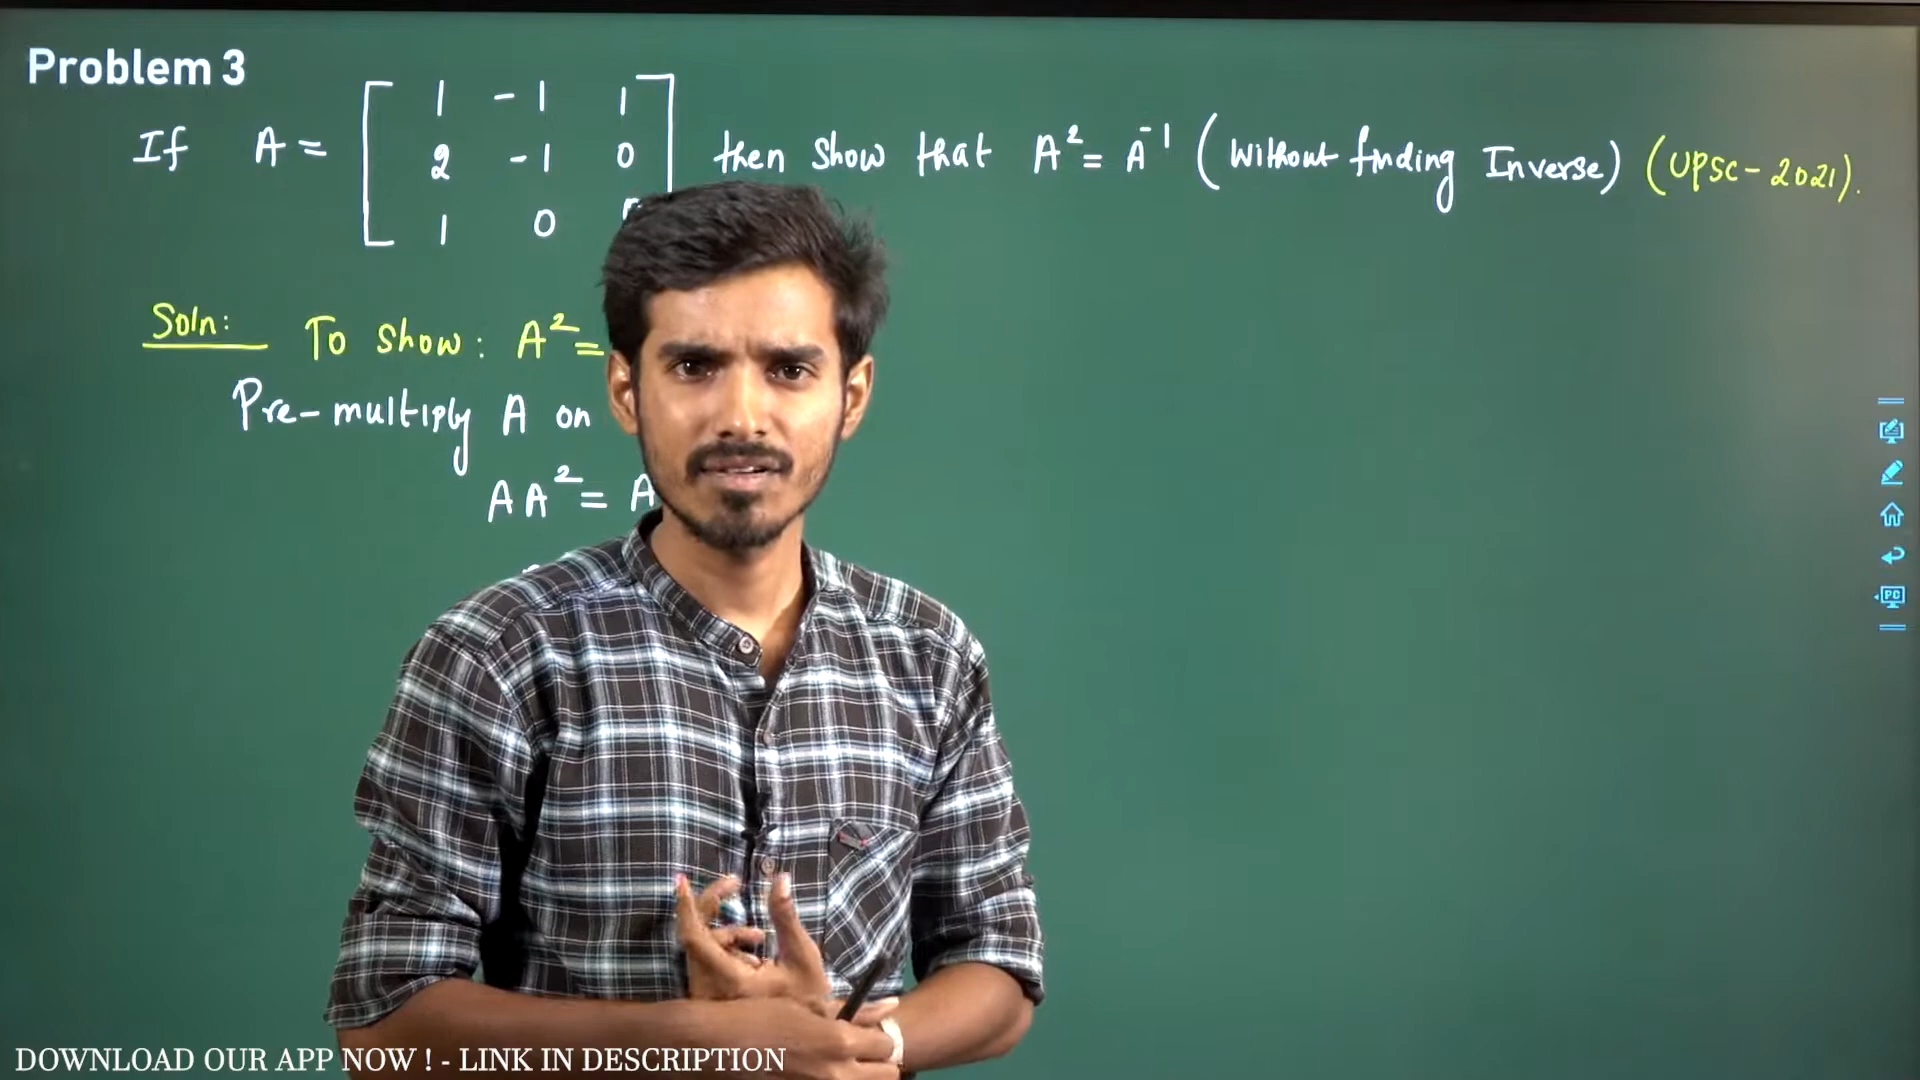 Problem 3
If A = [ 1 -1 1
2 -1 0
1 0
then show that A² = A⁻¹ (without finding Inverse) (UPSC-2021).
Soln: To show: A² =
Pre-multiply A on
AA² = A
PC
DOWNLOAD OUR APP NOW ! - LINK IN DESCRIPTION